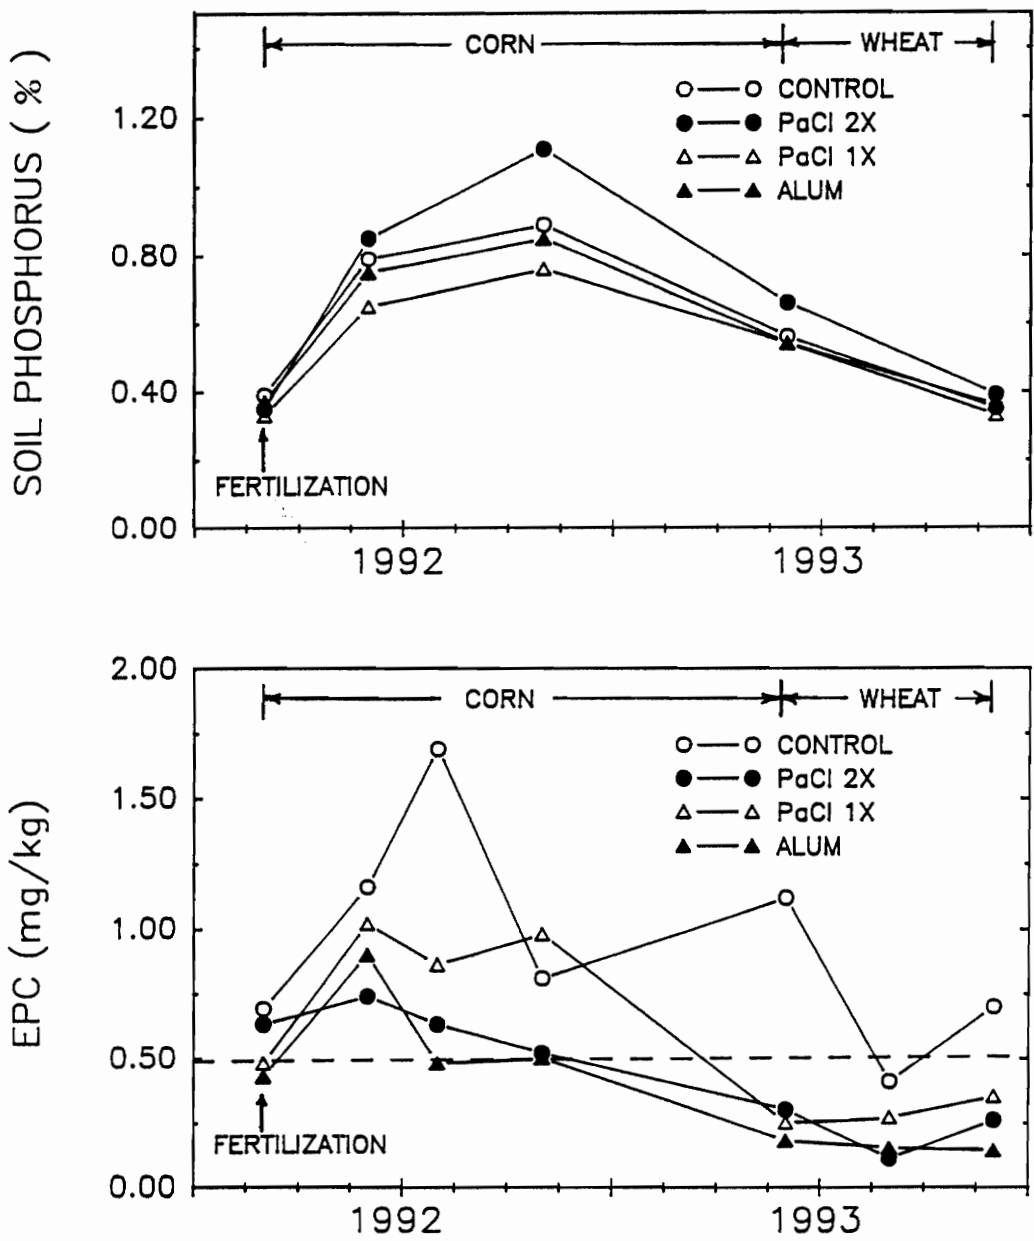 CORN WHEAT
CONTROL
1.20 PaCl 2X
PaCl 1X
ALUM
0.80
0.40
FERTILIZATION
0.00
1992 1993
SOIL PHOSPHORUS ( % )
2.00
CORN WHEAT
CONTROL
PaCl 2X
1.50
PaCl 1X
ALUM
1.00
0.50
FERTILIZATION
0.00
1992 1993
EPC (mg/kg)